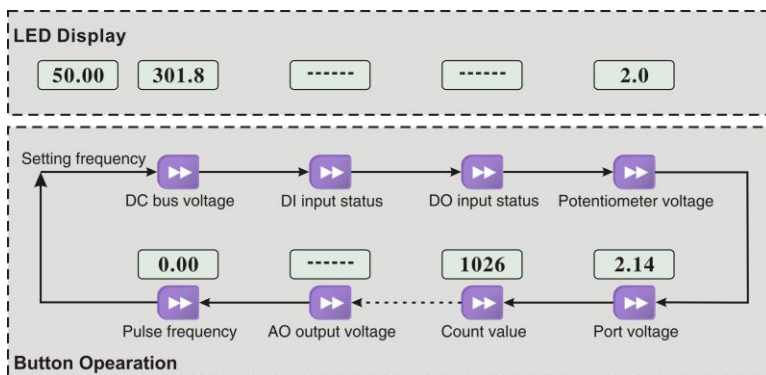 LED Display
50.00 301.8 ------ ------ 2.0
Setting frequency
DC bus voltage DI input status DO input status Potentiometer voltage
0.00 ------ 1026 2.14
Pulse frequency AO output voltage Count value Port voltage
Button Opearation